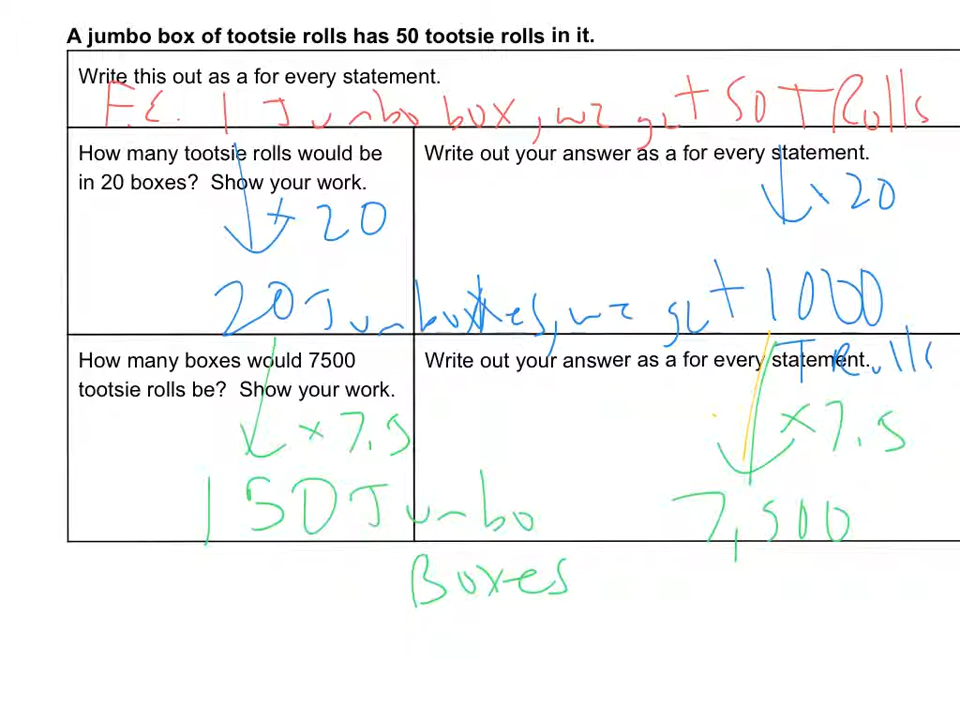 A jumbo box of tootsie rolls has 50 tootsie rolls in it.
Write this out as a for every statement.
F.E. 1 Jumbo box, we get 50 T Rolls
How many tootsie rolls would be
in 20 boxes? Show your work.
Write out your answer as a for every statement.
× 20
× 20
20 Jumboxes, we get 1000
T Rolls
How many boxes would 7500
tootsie rolls be? Show your work.
Write out your answer as a for every statement.
× 7.5
× 7.5
150 Jumbo
Boxes
7,500